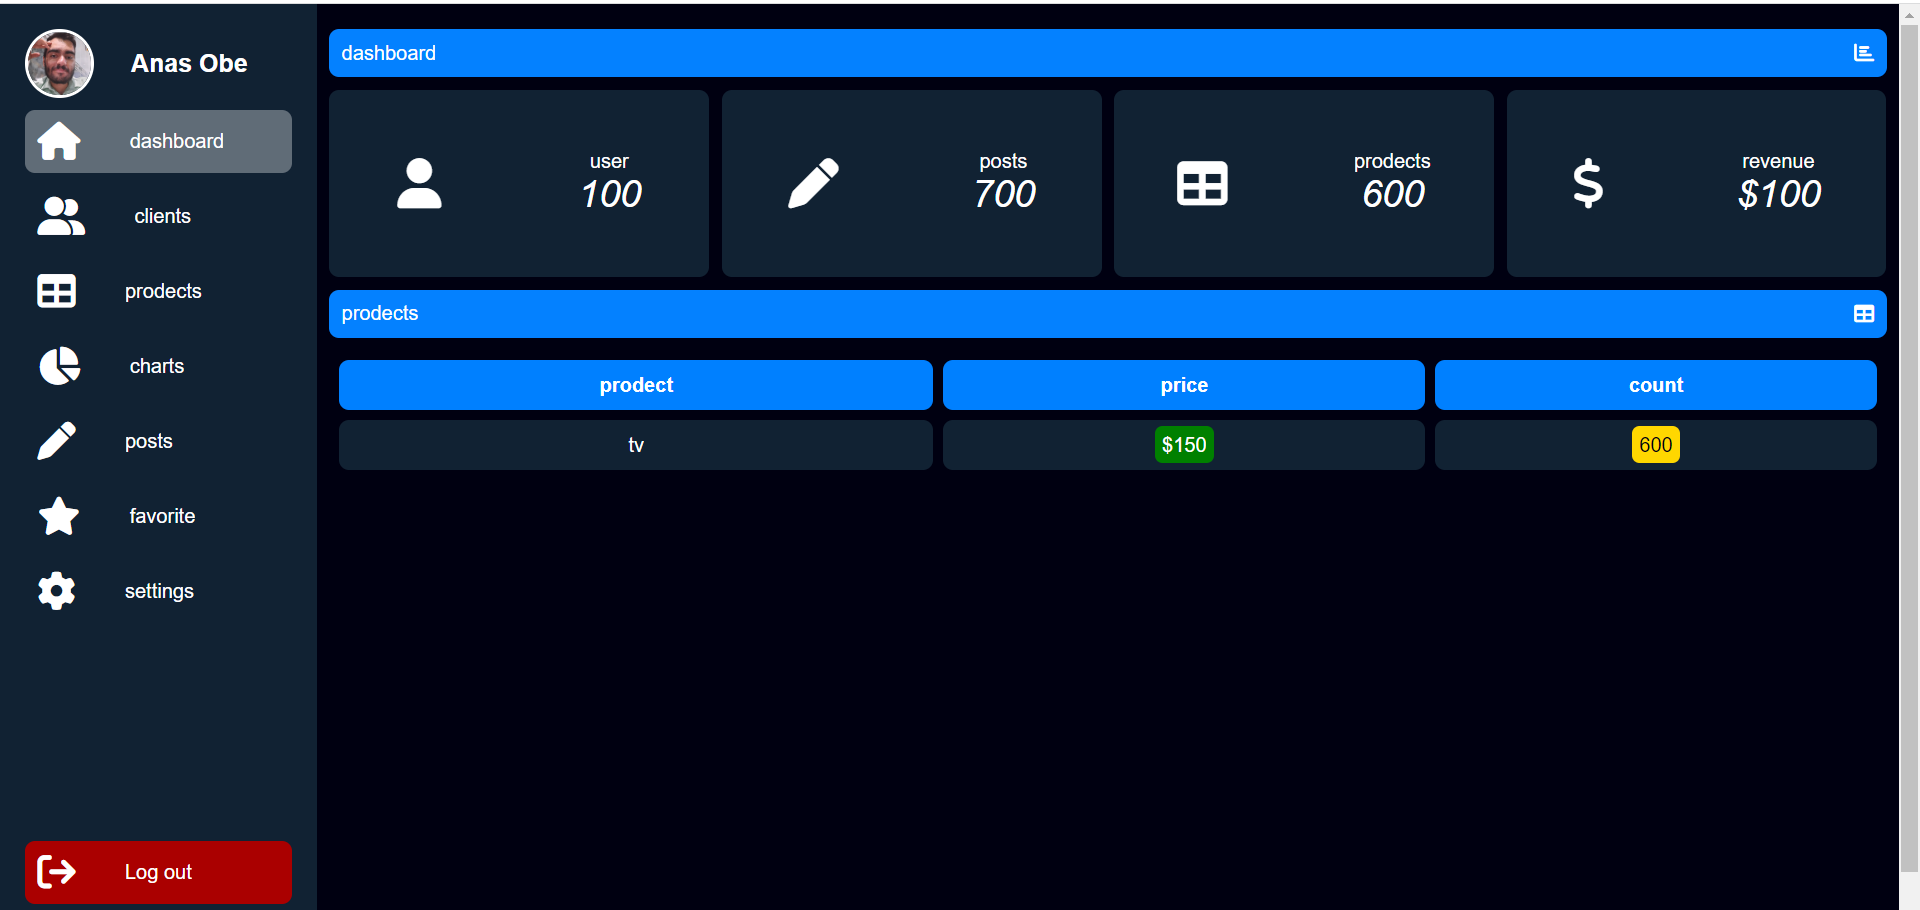 Anas Obe
dashboard
clients
prodects
charts
posts
favorite
settings
Log out
dashboard
user
100
posts
700
prodects
600
revenue
$100
prodects
prodect price count
tv $150 600